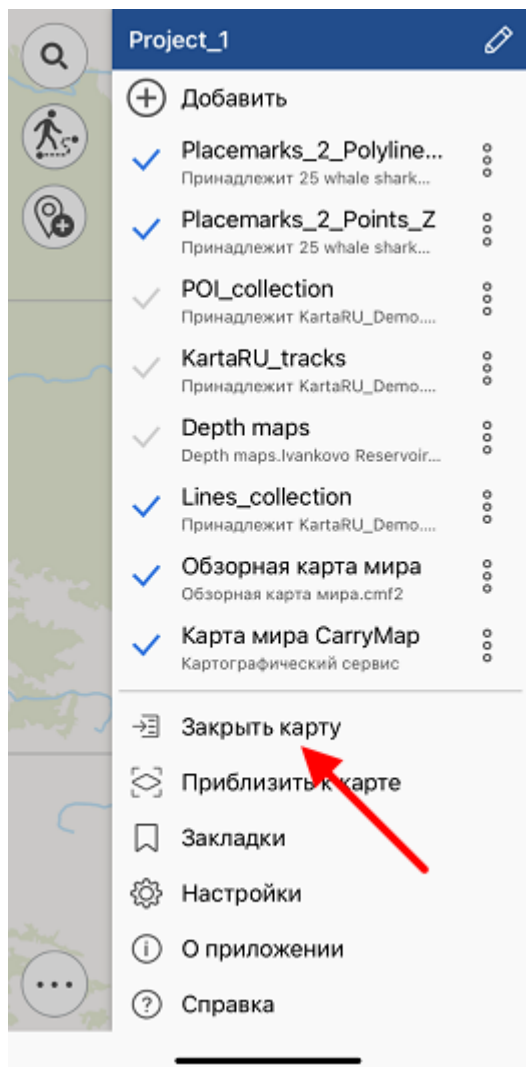 Project_1
Добавить
Placemarks_2_Polyline...
Принадлежит 25 whale shark...
Placemarks_2_Points_Z
Принадлежит 25 whale shark...
POI_collection
Принадлежит KartaRU_Demo....
KartaRU_tracks
Принадлежит KartaRU_Demo....
Depth maps
Depth maps.Ivankovo Reservoir...
Lines_collection
Принадлежит KartaRU_Demo....
Обзорная карта мира
Обзорная карта мира.cmf2
Карта мира CarryMap
Картографический сервис
Закрыть карту
Приблизить к карте
Закладки
Настройки
О приложении
Справка